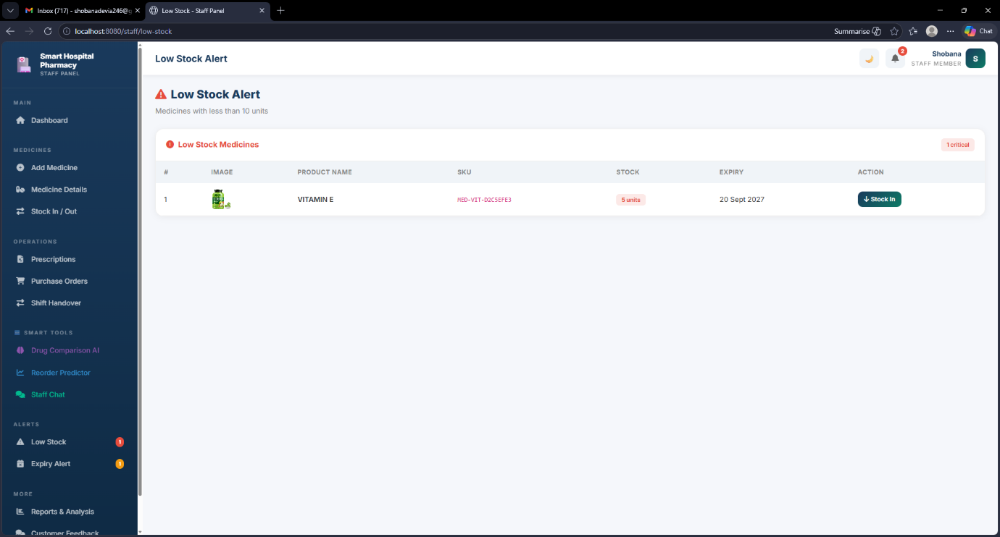 Inbox (717) - shobanadevia246@g
Low Stock - Staff Panel
localhost:8080/staff/low-stock
Summarise
Chat
Smart Hospital
Pharmacy
STAFF PANEL
MAIN
Dashboard
MEDICINES
Add Medicine
Medicine Details
Stock In / Out
OPERATIONS
Prescriptions
Purchase Orders
Shift Handover
SMART TOOLS
Drug Comparison AI
Reorder Predictor
Staff Chat
ALERTS
Low Stock 1
Expiry Alert 1
MORE
Reports & Analysis
Customer Feedback
Low Stock Alert
2
Shobana
STAFF MEMBER
S
Low Stock Alert
Medicines with less than 10 units
Low Stock Medicines
1 critical
# IMAGE PRODUCT NAME SKU STOCK EXPIRY ACTION
1 VITAMIN E MED-VIT-D2C5EFE3 5 units 20 Sept 2027 Stock In